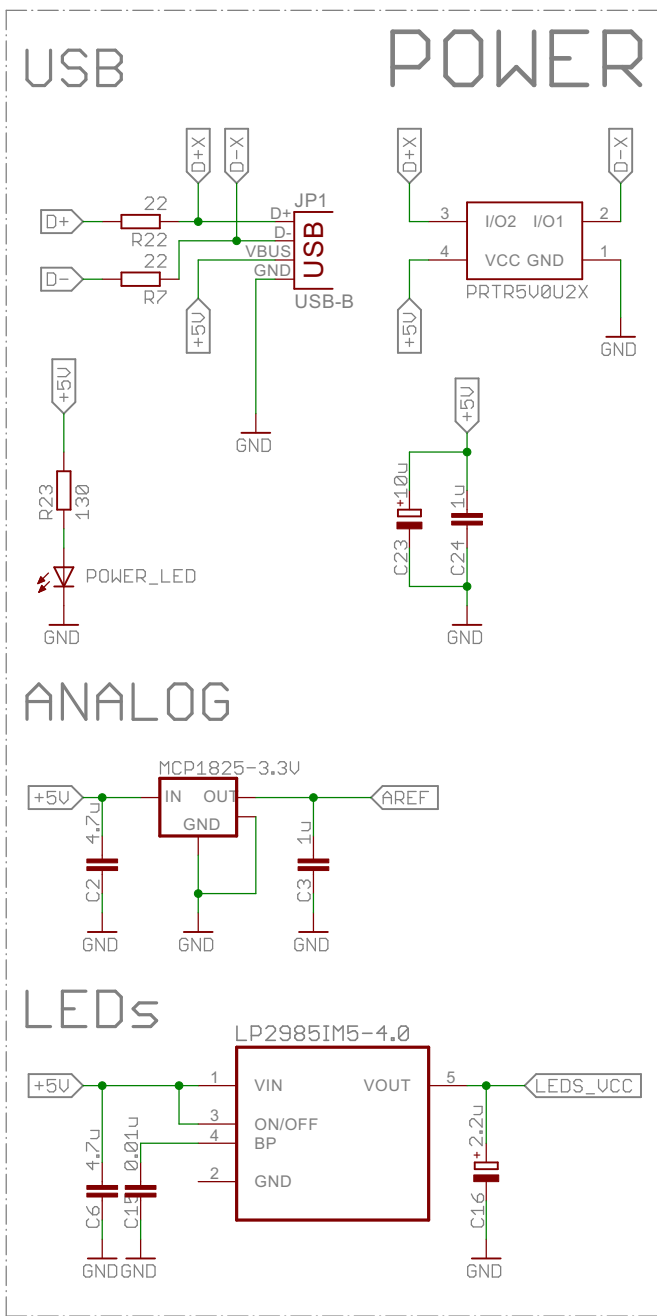 USB
POWER
D+X
D-X
D+
22
R22
D-
22
R7
JP1
D+
D-
VBUS
GND
USB
USB-B
+5V
GND
D+X
D-X
3
I/O2
I/O1
2
4
VCC
GND
1
PRTR5V0U2X
+5V
GND
+5V
R23
130
POWER_LED
GND
+5V
+
10u
C23
1u
C24
GND
ANALOG
MCP1825-3.3V
+5V
IN
OUT
GND
AREF
4.7u
C2
1u
C3
GND
GND
GND
LEDs
LP2985IM5-4.0
+5V
1
VIN
VOUT
5
LEDS_VCC
3
ON/OFF
4
BP
2
GND
4.7u
C6
0.01u
C15
+
2.2u
C16
GND
GND
GND